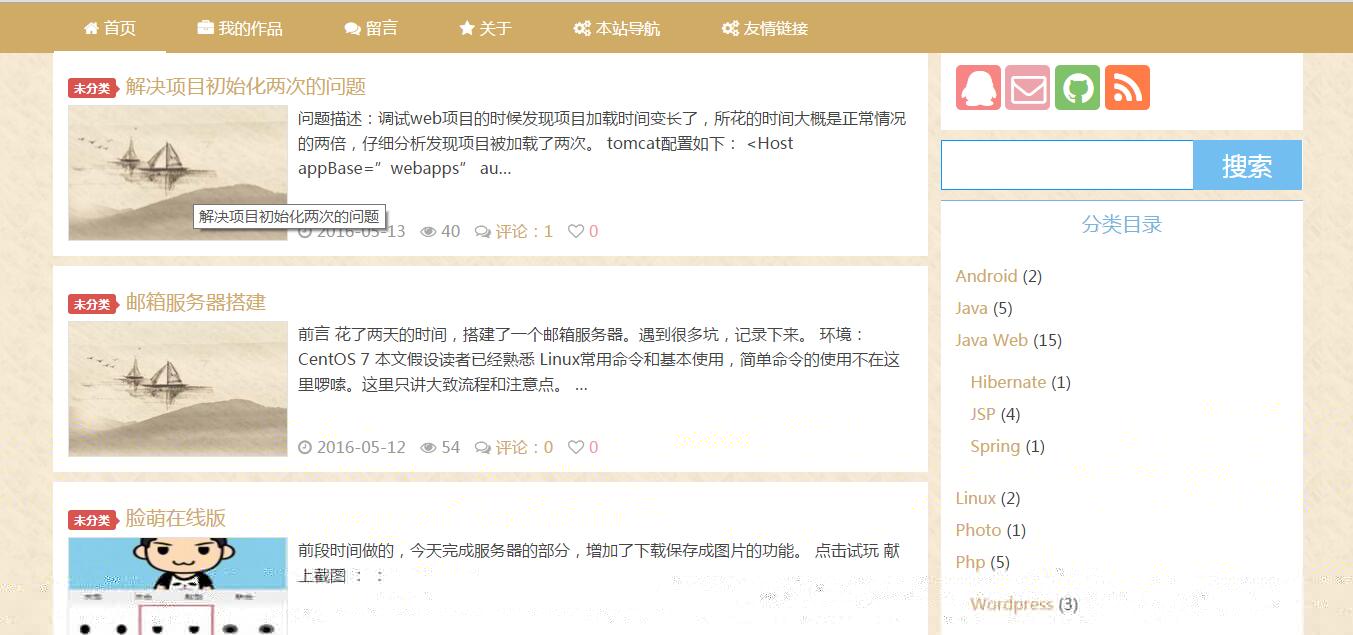 首页 我的作品 留言 关于 本站导航 友情链接
未分类 解决项目初始化两次的问题
问题描述：调试web项目的时候发现项目加载时间变长了，所花的时间大概是正常情况
的两倍，仔细分析发现项目被加载了两次。 tomcat配置如下： <Host
appBase=”webapps” au...
解决项目初始化两次的问题
2016-05-13 40 评论：1 0
未分类 邮箱服务器搭建
前言 花了两天的时间，搭建了一个邮箱服务器。遇到很多坑，记录下来。 环境：
CentOS 7 本文假设读者已经熟悉 Linux常用命令和基本使用，简单命令的使用不在这
里啰嗦。这里只讲大致流程和注意点。 ...
2016-05-12 54 评论：0 0
未分类 脸萌在线版
前段时间做的，今天完成服务器的部分，增加了下载保存成图片的功能。 点击试玩 献
上截图 ： ：
搜索
分类目录
Android (2)
Java (5)
Java Web (15)
Hibernate (1)
JSP (4)
Spring (1)
Linux (2)
Photo (1)
Php (5)
Wordpress (3)